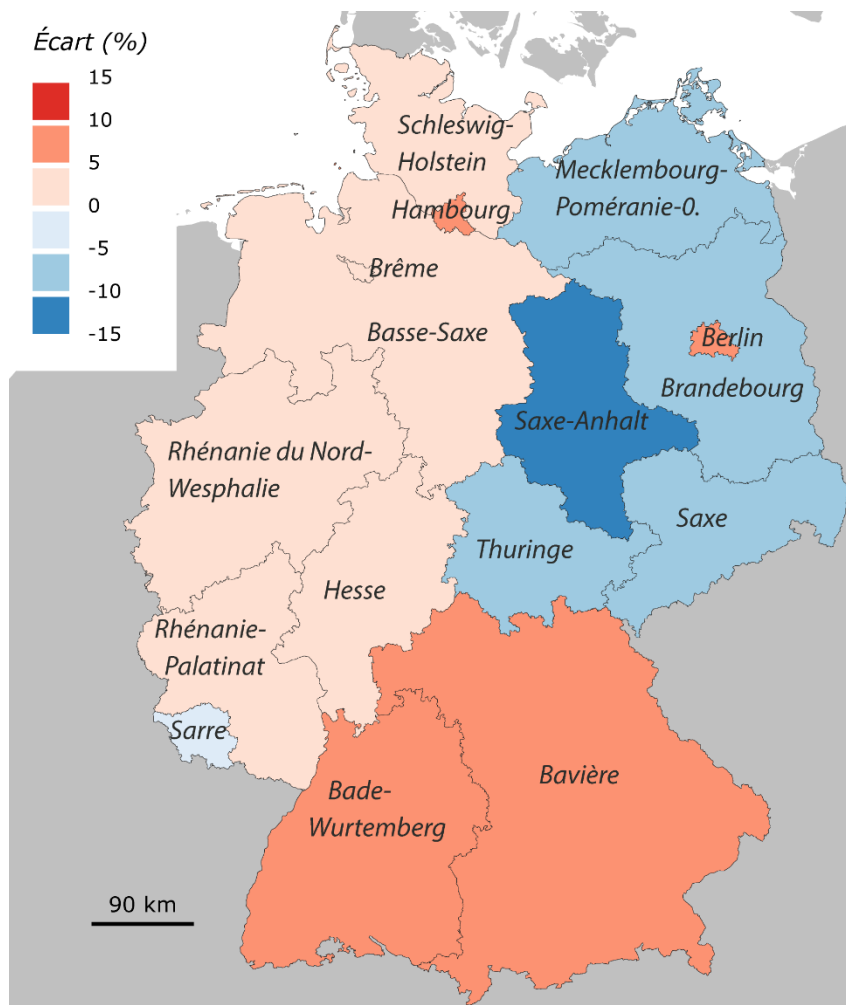 Écart (%)
15
10
5
0
-5
-10
-15
Schleswig-
Holstein
Mecklembourg-
Poméranie-0.
Hambourg
Brême
Basse-Saxe
Berlin
Brandebourg
Saxe-Anhalt
Rhénanie du Nord-
Wesphalie
Saxe
Thuringe
Hesse
Rhénanie-
Palatinat
Sarre
Bavière
Bade-
Wurtemberg
90 km